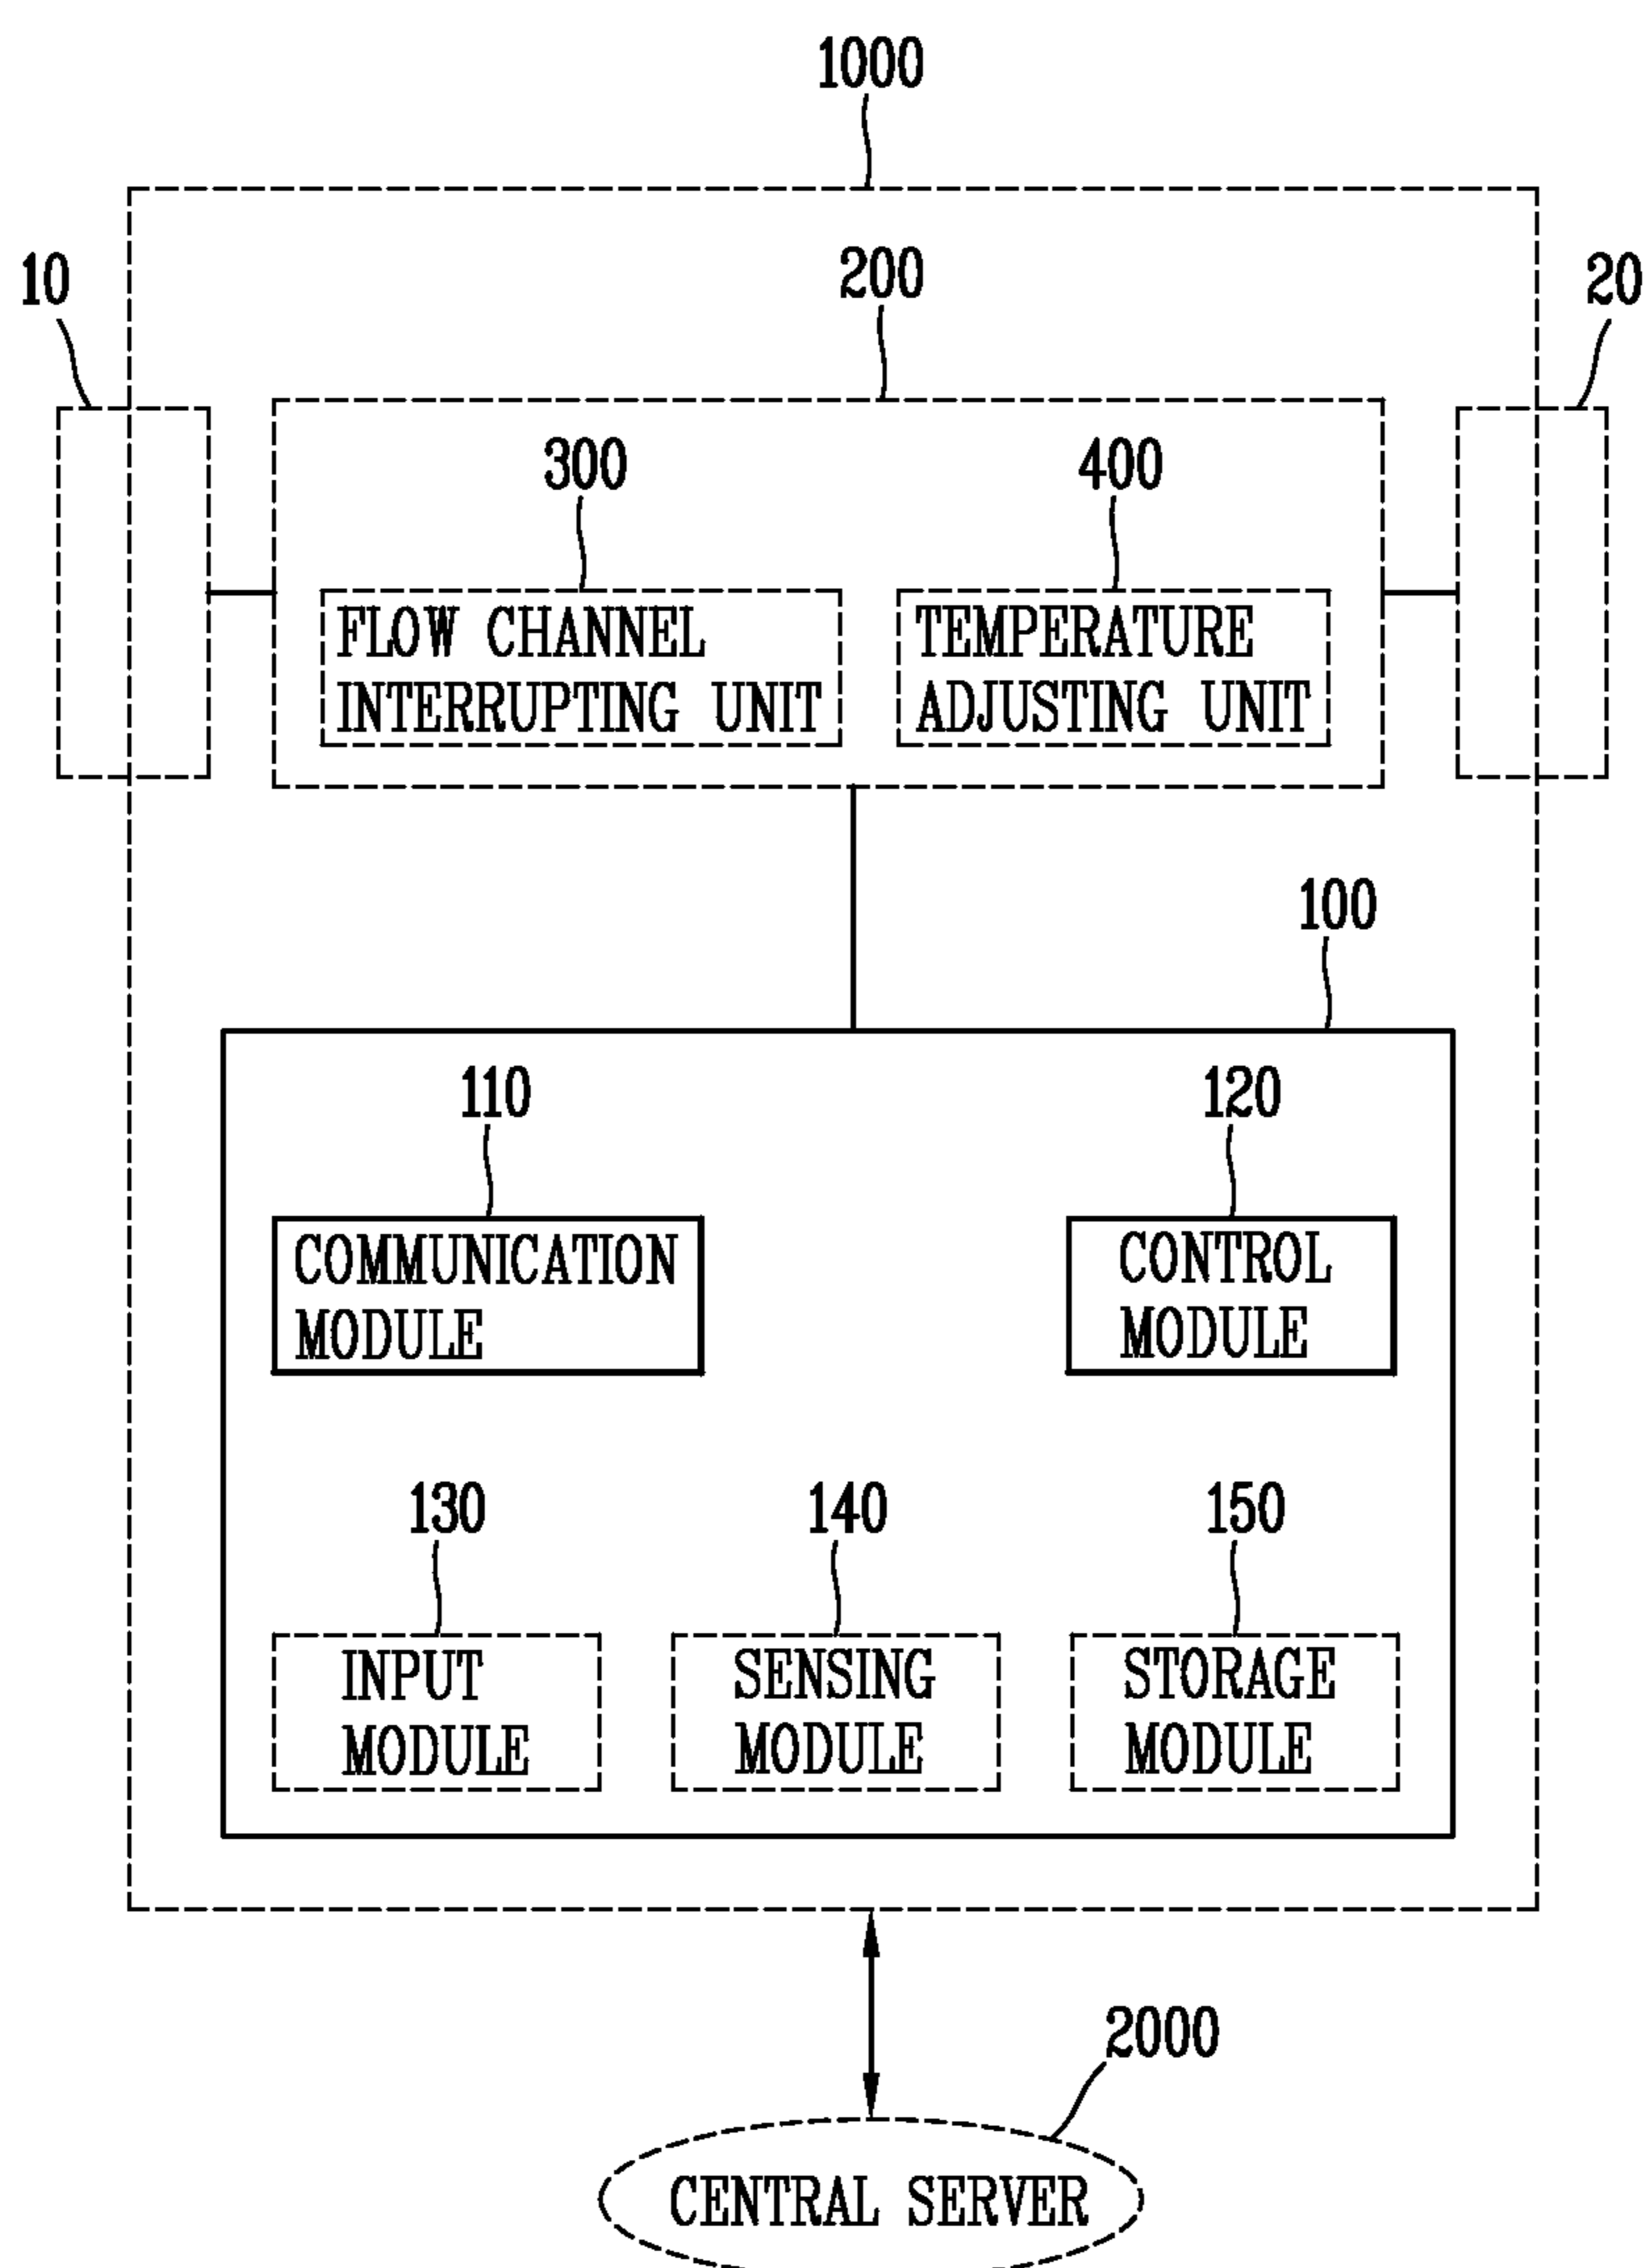 1000
200
10
20
300
400
FLOW CHANNEL
INTERRUPTING UNIT
TEMPERATURE
ADJUSTING UNIT
100
110
120
COMMUNICATION
MODULE
CONTROL
MODULE
130
140
150
INPUT
MODULE
SENSING
MODULE
STORAGE
MODULE
2000
CENTRAL SERVER